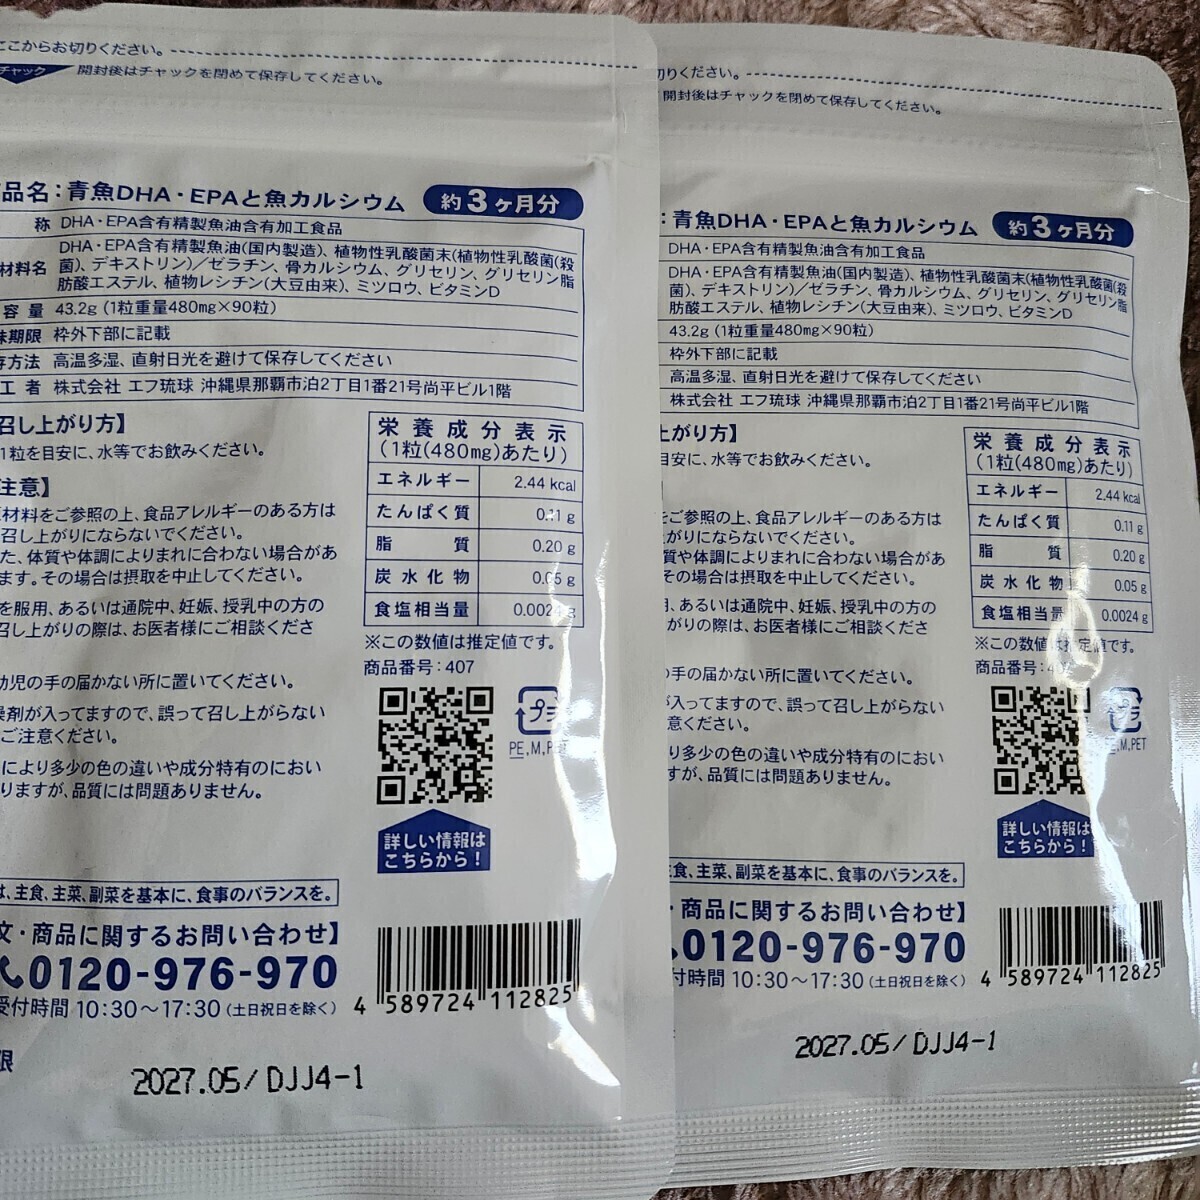 ここからお切りください。
チャック 開封後はチャックを閉めて保存してください。
品名：青魚DHA・EPAと魚カルシウム 約3ヶ月分
称 DHA・EPA含有精製魚油含有加工食品
材料名 DHA・EPA含有精製魚油(国内製造)、植物性乳酸菌末(植物性乳酸菌(殺
菌)、デキストリン)／ゼラチン、骨カルシウム、グリセリン、グリセリン脂
肪酸エステル、植物レシチン(大豆由来)、ミツロウ、ビタミンD
容量 43.2g (1粒重量480mg×90粒)
味期限 枠外下部に記載
存方法 高温多湿、直射日光を避けて保存してください
工者 株式会社 エフ琉球 沖縄県那覇市泊2丁目1番21号尚平ビル1階
召し上がり方】
1粒を目安に、水等でお飲みください。
注意】
材料をご参照の上、食品アレルギーのある方は
召し上がりにならないでください。
た、体質や体調によりまれに合わない場合があ
ます。その場合は摂取を中止してください。
を服用、あるいは通院中、妊娠、授乳中の方の
召し上がりの際は、お医者様にご相談くださ
幼児の手の届かない所に置いてください。
燥剤が入ってますので、誤って召し上がらない
ご注意ください。
により多少の色の違いや成分特有のにおい
りますが、品質には問題ありません。
栄養成分表示
(1粒(480mg)あたり)
エネルギー 2.44 kcal
たんぱく質 0.11 g
脂質 0.20 g
炭水化物 0.05 g
食塩相当量 0.0024 g
※この数値は推定値です。
商品番号：407
プラ
PE,M,P
詳しい情報は
こちらから！
は、主食、主菜、副菜を基本に、食事のバランスを。
文・商品に関するお問い合わせ】
0120-976-970
受付時間 10:30～17:30 (土日祝日を除く)
4 589724 112825
限
2027.05/DJJ4-1
切りください。
開封後はチャックを閉めて保存してください。
：青魚DHA・EPAと魚カルシウム 約3ヶ月分
DHA・EPA含有精製魚油含有加工食品
DHA・EPA含有精製魚油(国内製造)、植物性乳酸菌末(植物性乳酸菌(殺
菌)、デキストリン)／ゼラチン、骨カルシウム、グリセリン、グリセリン脂
肪酸エステル、植物レシチン(大豆由来)、ミツロウ、ビタミンD
43.2g (1粒重量480mg×90粒)
枠外下部に記載
高温多湿、直射日光を避けて保存してください
株式会社 エフ琉球 沖縄県那覇市泊2丁目1番21号尚平ビル1階
上がり方】
目安に、水等でお飲みください。
をご参照の上、食品アレルギーのある方は
がりにならないでください。
質や体調によりまれに合わない場合があ
その場合は摂取を中止してください。
用、あるいは通院中、妊娠、授乳中の方の
がりの際は、お医者様にご相談くださ
の手の届かない所に置いてください。
が入ってますので、誤って召し上がらない
意ください。
り多少の色の違いや成分特有のにおい
すが、品質には問題ありません。
栄養成分表示
(1粒(480mg)あたり)
エネルギー 2.44 kcal
たんぱく質 0.11 g
脂質 0.20 g
炭水化物 0.05 g
食塩相当量 0.0024 g
※この数値は推定値です。
商品番号：40
プラ
PE,M,PET
詳しい情報は
こちらから！
主食、主菜、副菜を基本に、食事のバランスを。
・商品に関するお問い合わせ】
0120-976-970
付時間 10:30～17:30 (土日祝日を除く)
4 589724 112825
2027.05/DJJ4-1